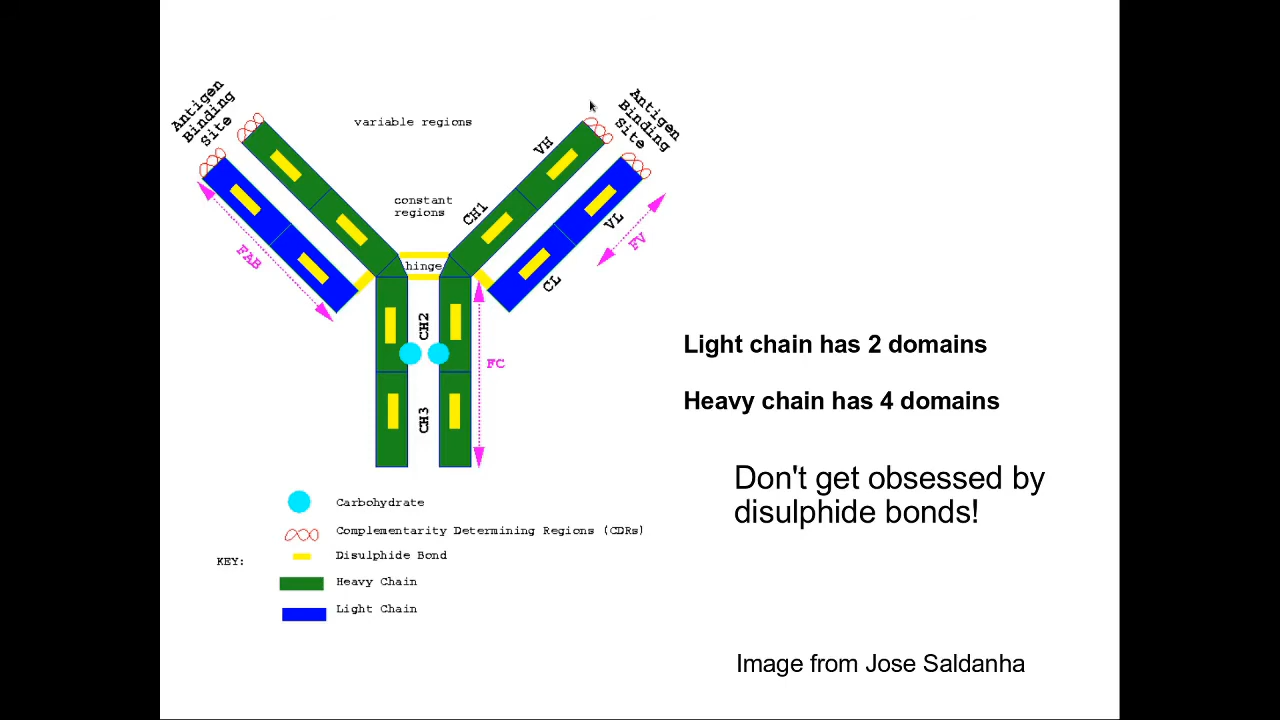 Antigen
Binding
Site
variable regions
Antigen
Binding
Site
VH
constant
regions
CH1
VL
FV
FAB
hinge
CL
CH2
FC
CH3
Light chain has 2 domains
Heavy chain has 4 domains
Don't get obsessed by
disulphide bonds!
Carbohydrate
Complementarity Determining Regions (CDRs)
Disulphide Bond
KEY:
Heavy Chain
Light Chain
Image from Jose Saldanha